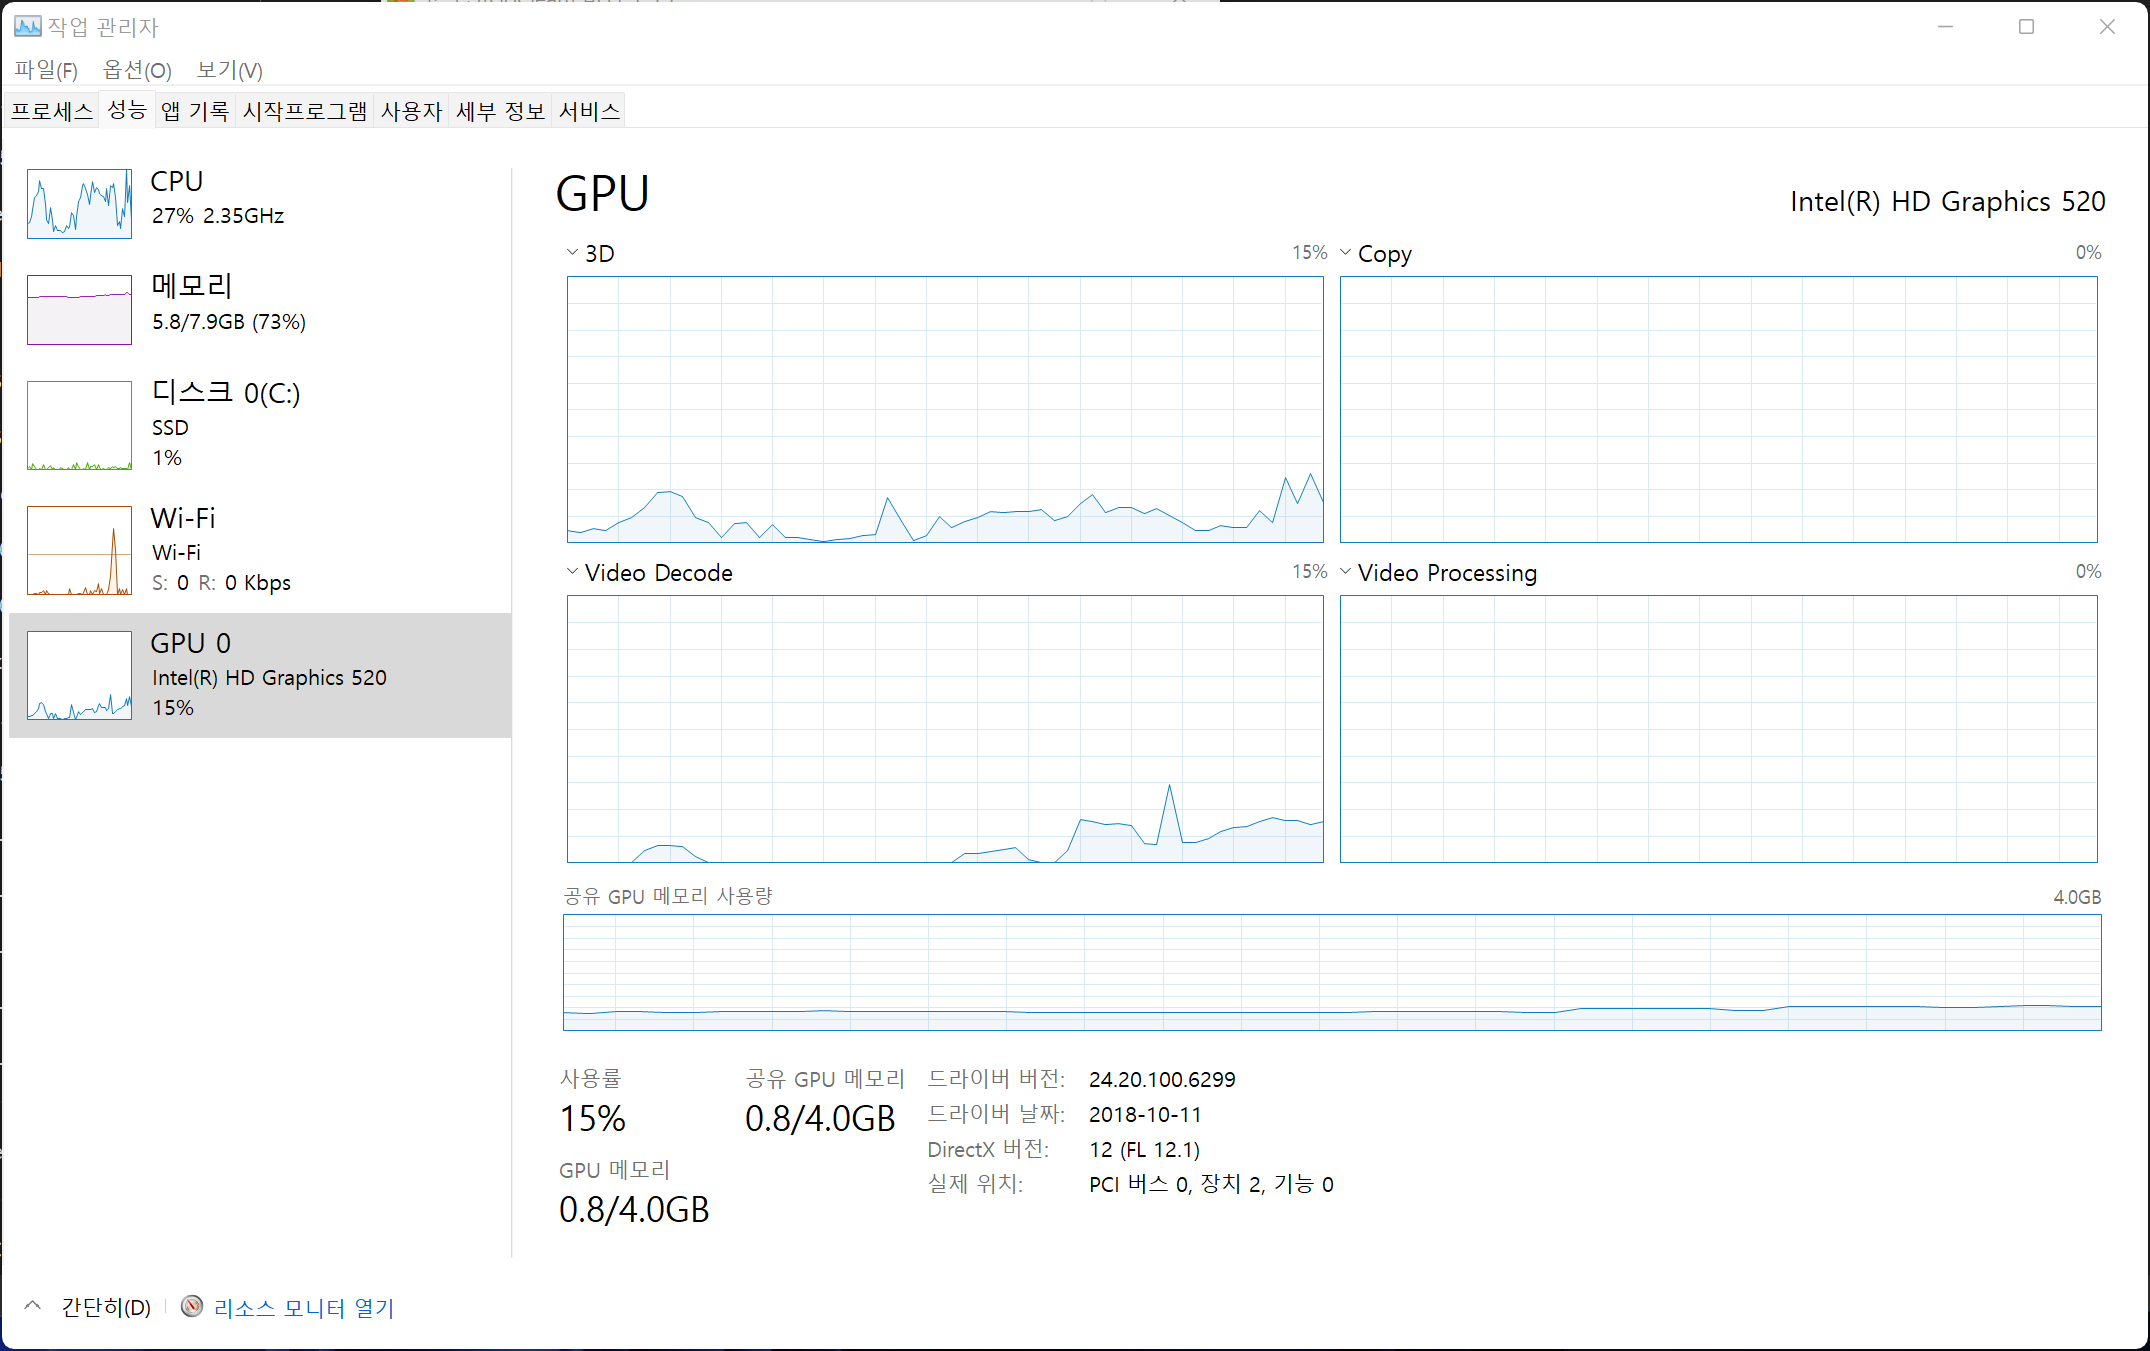 작업 관리자
파일(F) 옵션(O) 보기(V)
프로세스 성능 앱 기록 시작프로그램 사용자 세부 정보 서비스
CPU
27% 2.35GHz
메모리
5.8/7.9GB (73%)
디스크 0(C:)
SSD
1%
Wi-Fi
Wi-Fi
S: 0 R: 0 Kbps
GPU 0
Intel(R) HD Graphics 520
15%
GPU
Intel(R) HD Graphics 520
3D 15%
Copy 0%
Video Decode 15%
Video Processing 0%
공유 GPU 메모리 사용량 4.0GB
사용률
15%
공유 GPU 메모리
0.8/4.0GB
GPU 메모리
0.8/4.0GB
드라이버 버전: 24.20.100.6299
드라이버 날짜: 2018-10-11
DirectX 버전: 12 (FL 12.1)
실제 위치: PCI 버스 0, 장치 2, 기능 0
간단히(D) 리소스 모니터 열기